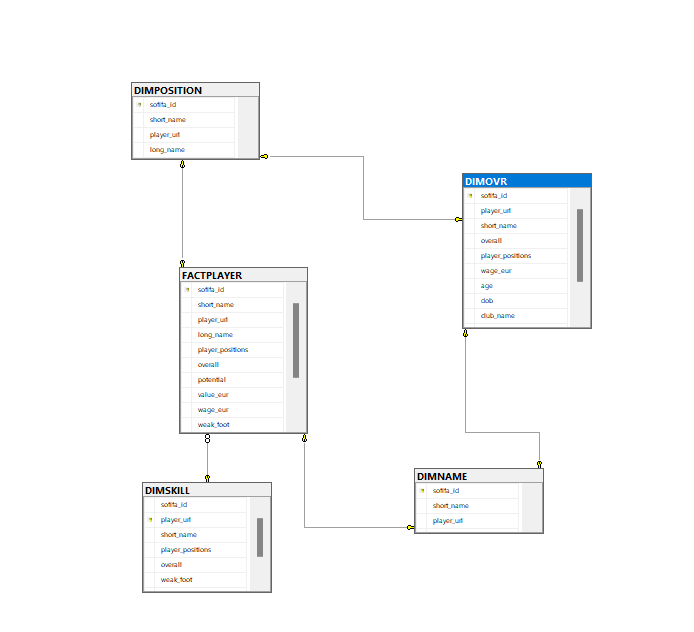 DIMPOSITION
sofifa_id
short_name
player_url
long_name
DIMOVR
sofifa_id
player_url
short_name
overall
player_positions
wage_eur
age
dob
club_name
FACTPLAYER
sofifa_id
short_name
player_url
long_name
player_positions
overall
potential
value_eur
wage_eur
weak_foot
DIMSKILL
sofifa_id
player_url
short_name
player_positions
overall
weak_foot
DIMNAME
sofifa_id
short_name
player_url